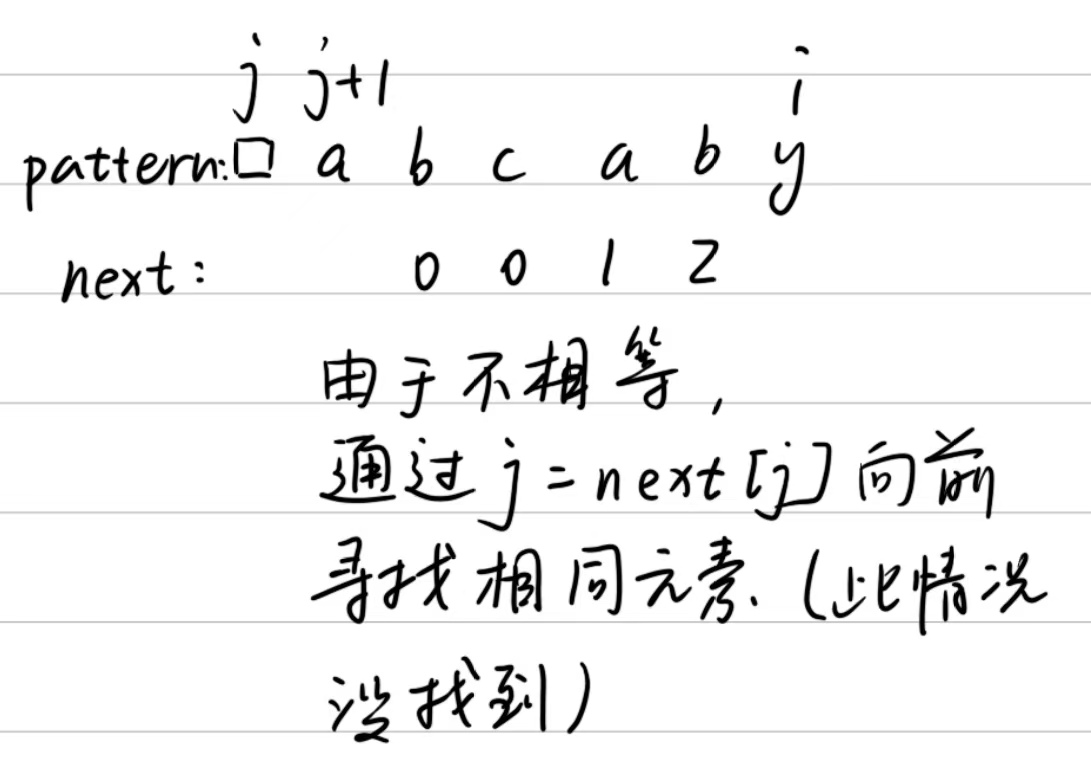 j j+1 i
pattern:□ a b c a b y
next: 0 0 1 2
由于不相等,
通过j=next[j]向前
寻找相同元素.(此情况
没找到)